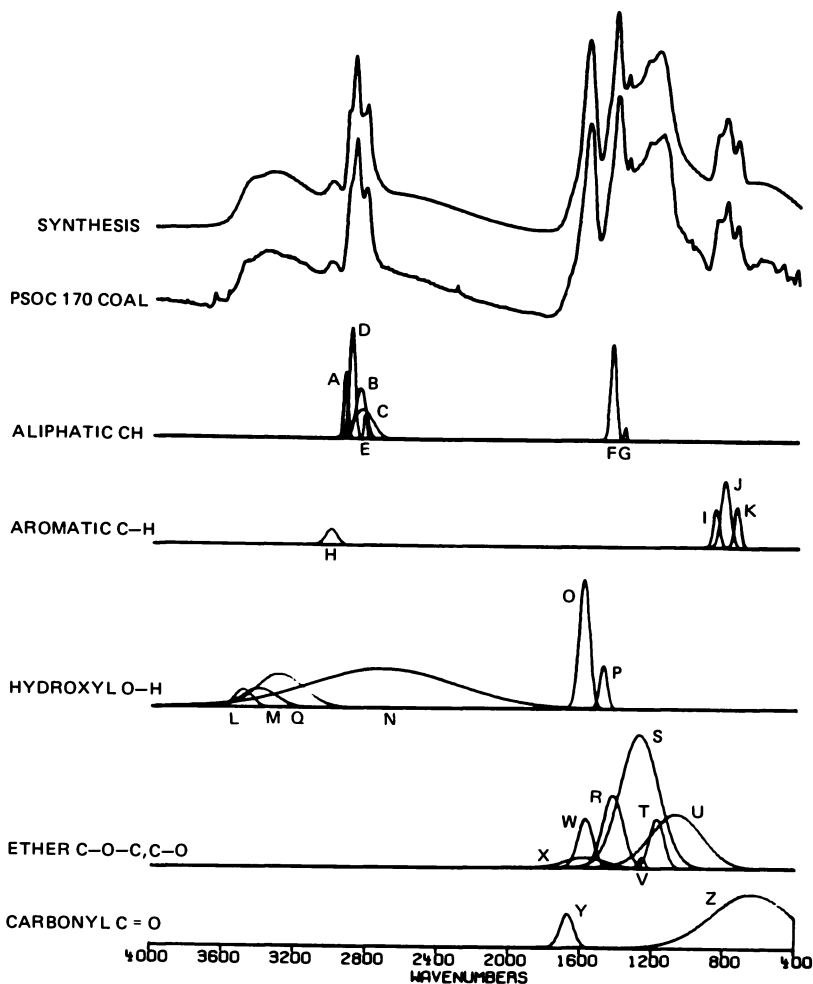 SYNTHESIS
PSOC 170 COAL
D
A
B
C
ALIPHATIC CH
E
FG
J
I
K
AROMATIC C–H
H
O
P
HYDROXYL O–H
L
M
Q
N
S
R
T
U
W
X
ETHER C–O–C,C–O
V
Z
Y
CARBONYL C = O
4000 3600 3200 2800 2400 2000 1600 1200 800 400
WAVENUMBERS